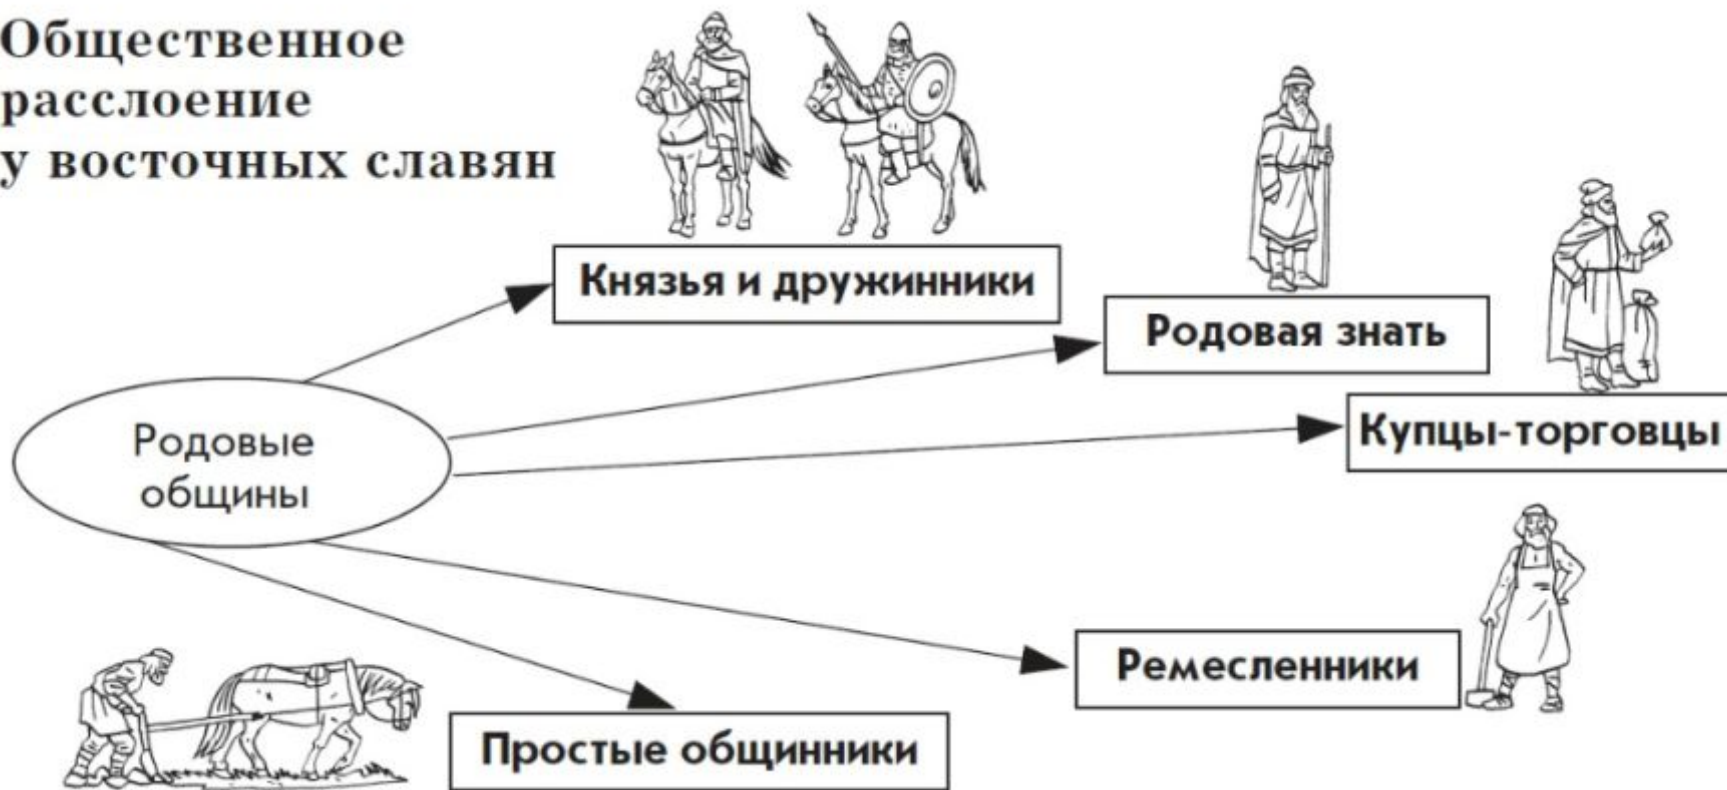 Общественное
расслоение
у восточных славян
Князья и дружинники
Родовая знать
Купцы-торговцы
Родовые
общины
Ремесленники
Простые общинники